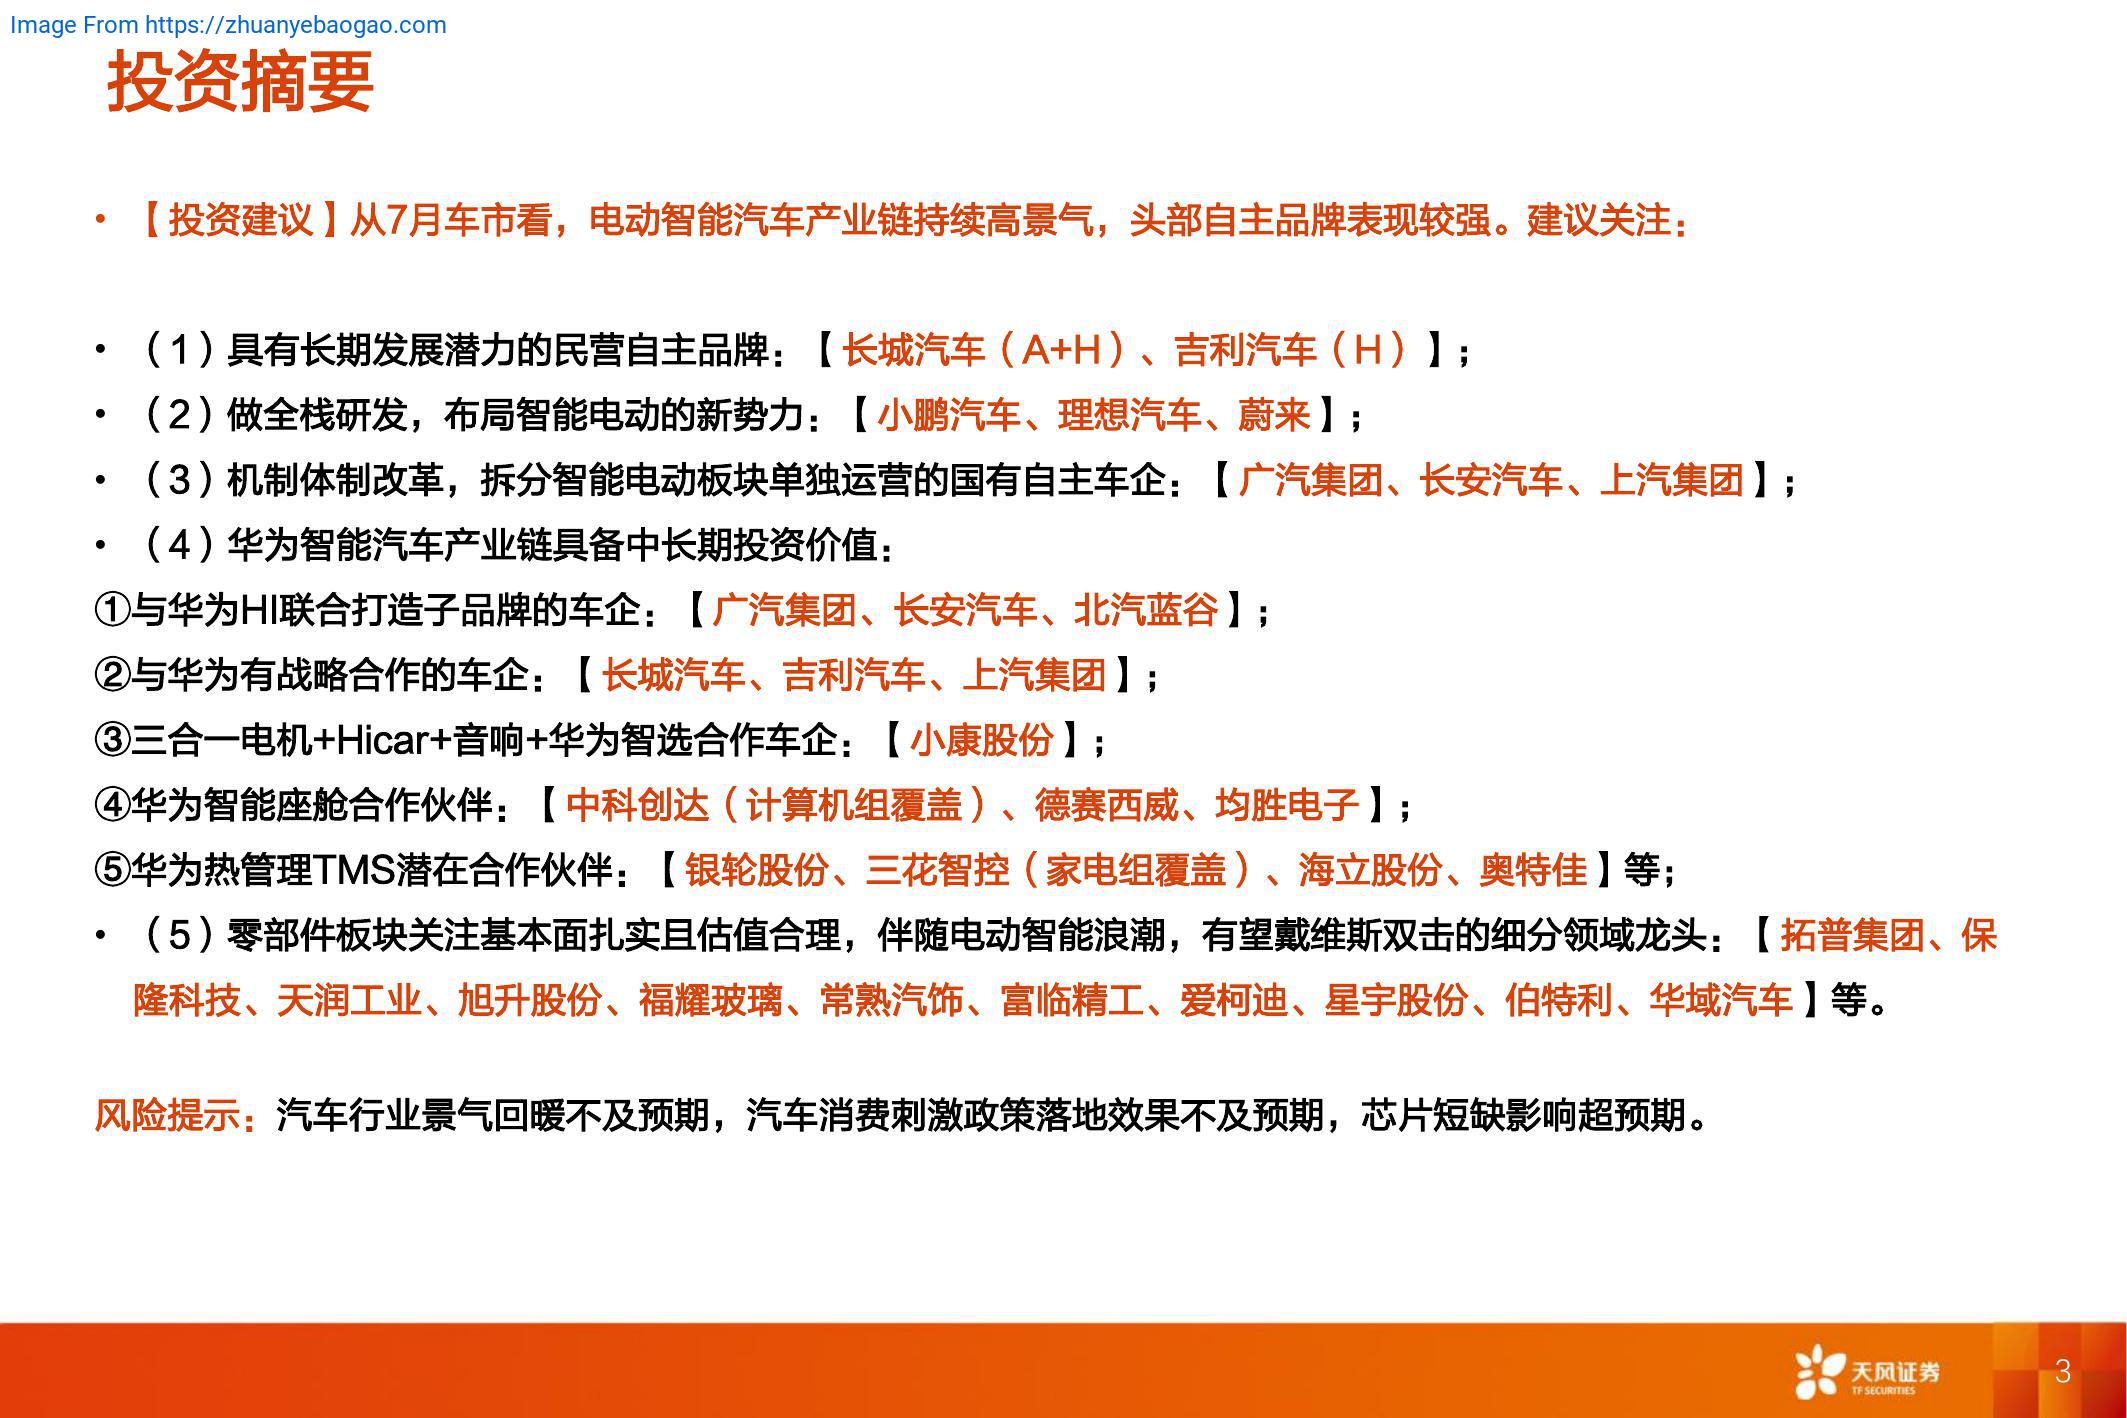 Image From https://zhuanyebaogao.com
投资摘要
• 【投资建议】从7月车市看，电动智能汽车产业链持续高景气，头部自主品牌表现较强。建议关注：
• （1）具有长期发展潜力的民营自主品牌：【长城汽车（A+H）、吉利汽车（H）】；
• （2）做全栈研发，布局智能电动的新势力：【小鹏汽车、理想汽车、蔚来】；
• （3）机制体制改革，拆分智能电动板块单独运营的国有自主车企：【广汽集团、长安汽车、上汽集团】；
• （4）华为智能汽车产业链具备中长期投资价值：
①与华为HI联合打造子品牌的车企：【广汽集团、长安汽车、北汽蓝谷】；
②与华为有战略合作的车企：【长城汽车、吉利汽车、上汽集团】；
③三合一电机+Hicar+音响+华为智选合作车企：【小康股份】；
④华为智能座舱合作伙伴：【中科创达（计算机组覆盖）、德赛西威、均胜电子】；
⑤华为热管理TMS潜在合作伙伴：【银轮股份、三花智控（家电组覆盖）、海立股份、奥特佳】等；
• （5）零部件板块关注基本面扎实且估值合理，伴随电动智能浪潮，有望戴维斯双击的细分领域龙头：【拓普集团、保
隆科技、天润工业、旭升股份、福耀玻璃、常熟汽饰、富临精工、爱柯迪、星宇股份、伯特利、华域汽车】等。
风险提示：汽车行业景气回暖不及预期，汽车消费刺激政策落地效果不及预期，芯片短缺影响超预期。
天风证券
TF SECURITIES
3